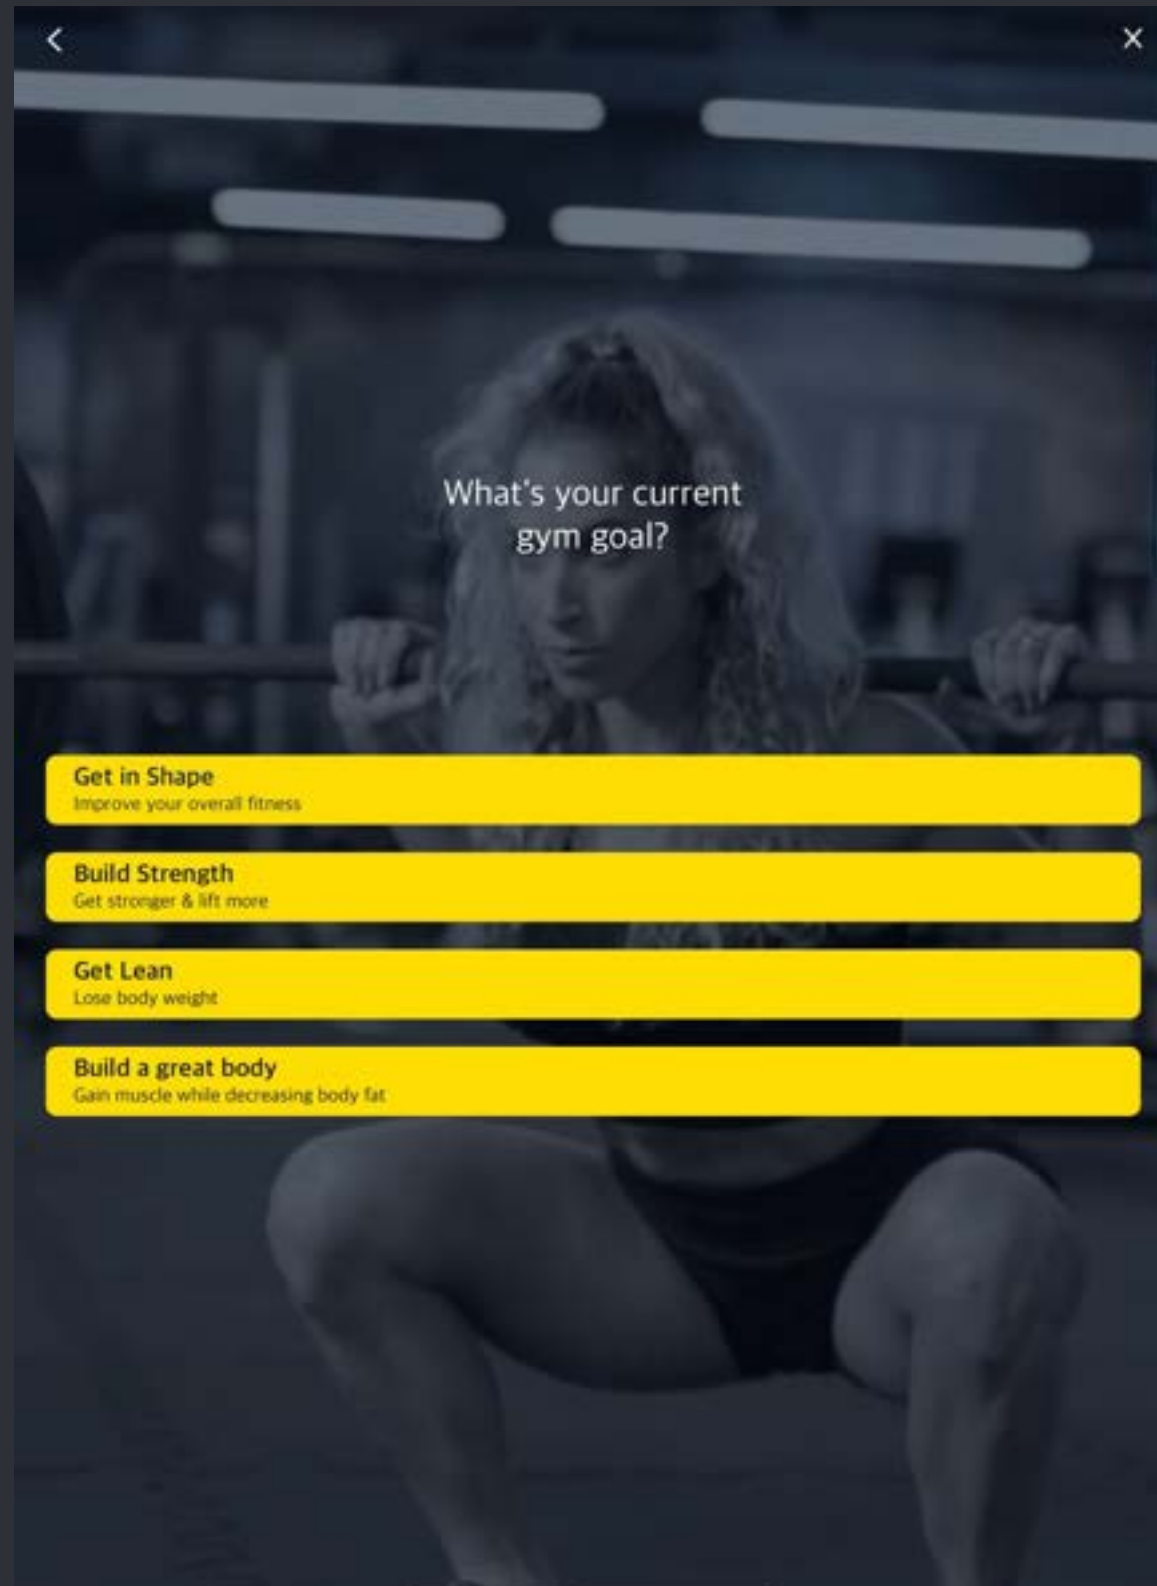 What's your current
gym goal?
Get in Shape
Improve your overall fitness
Build Strength
Get stronger & lift more
Get Lean
Lose body weight
Build a great body
Gain muscle while decreasing body fat